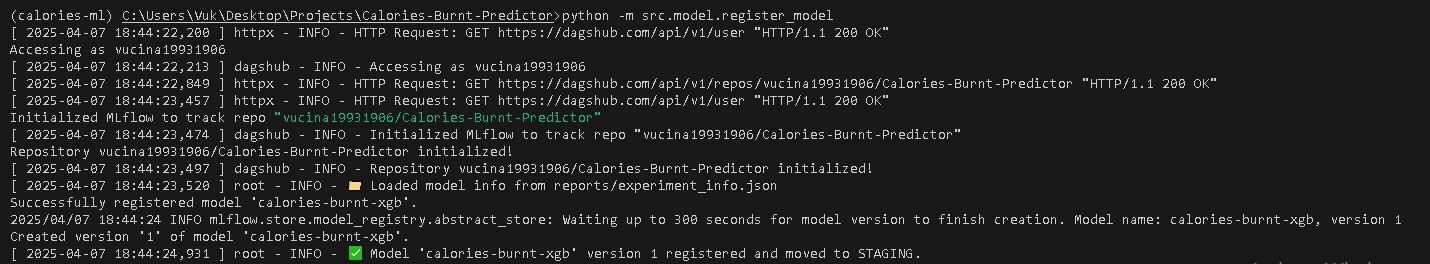 (calories-ml) C:\Users\Vuk\Desktop\Projects\Calories-Burnt-Predictor>python -m src.model.register_model
[ 2025-04-07 18:44:22,200 ] httpx - INFO - HTTP Request: GET https://dagshub.com/api/v1/user "HTTP/1.1 200 OK"
Accessing as vucina19931906
[ 2025-04-07 18:44:22,213 ] dagshub - INFO - Accessing as vucina19931906
[ 2025-04-07 18:44:22,849 ] httpx - INFO - HTTP Request: GET https://dagshub.com/api/v1/repos/vucina19931906/Calories-Burnt-Predictor "HTTP/1.1 200 OK"
[ 2025-04-07 18:44:23,457 ] httpx - INFO - HTTP Request: GET https://dagshub.com/api/v1/user "HTTP/1.1 200 OK"
Initialized MLflow to track repo "vucina19931906/Calories-Burnt-Predictor"
[ 2025-04-07 18:44:23,474 ] dagshub - INFO - Initialized MLflow to track repo "vucina19931906/Calories-Burnt-Predictor"
Repository vucina19931906/Calories-Burnt-Predictor initialized!
[ 2025-04-07 18:44:23,497 ] dagshub - INFO - Repository vucina19931906/Calories-Burnt-Predictor initialized!
[ 2025-04-07 18:44:23,520 ] root - INFO - 📁 Loaded model info from reports/experiment_info.json
Successfully registered model 'calories-burnt-xgb'.
2025/04/07 18:44:24 INFO mlflow.store.model_registry.abstract_store: Waiting up to 300 seconds for model version to finish creation. Model name: calories-burnt-xgb, version 1
Created version '1' of model 'calories-burnt-xgb'.
[ 2025-04-07 18:44:24,931 ] root - INFO - ✅ Model 'calories-burnt-xgb' version 1 registered and moved to STAGING.